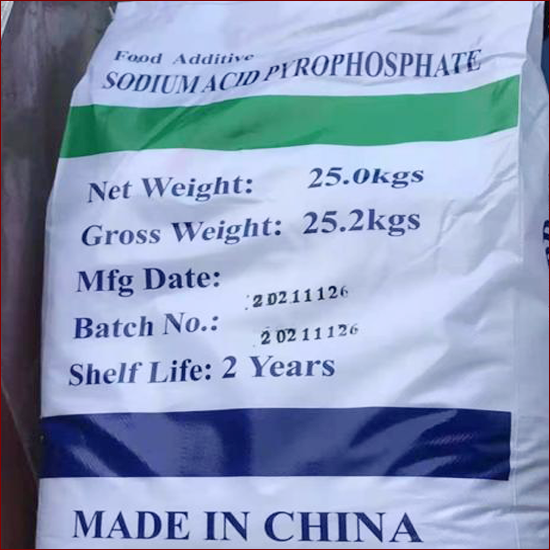 Food Additive
SODIUM ACID PYROPHOSPHATE
Net Weight: 25.0kgs
Gross Weight: 25.2kgs
Mfg Date: 20211126
Batch No.: 20211126
Shelf Life: 2 Years
MADE IN CHINA